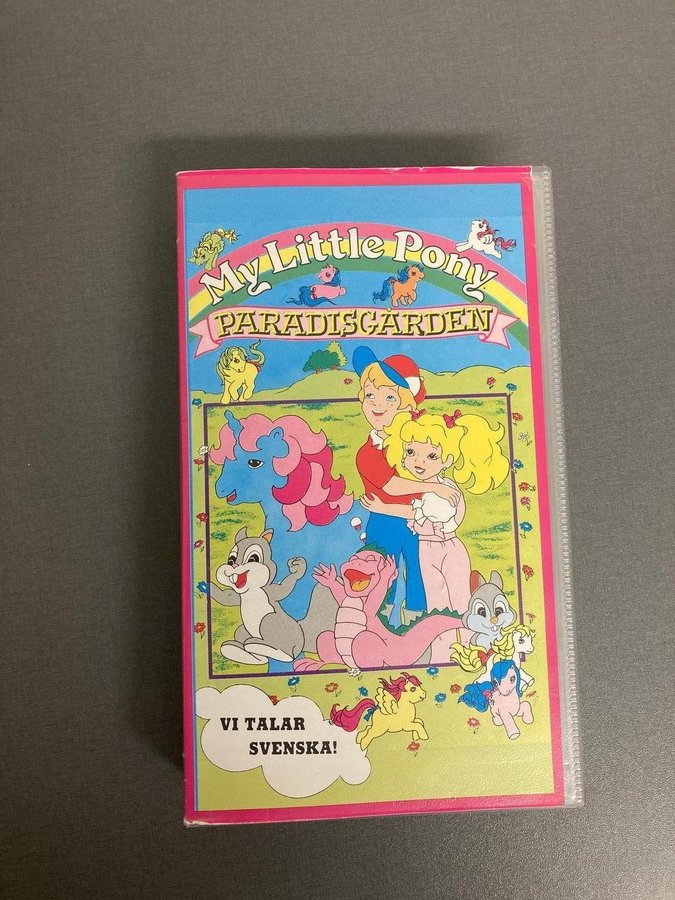 My Little Pony
PARADISGÅRDEN
VI TALAR
SVENSKA!